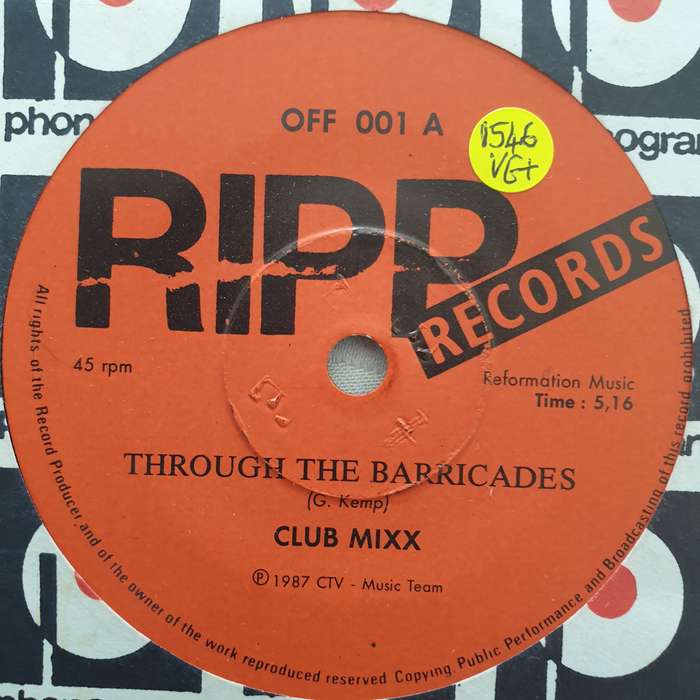 phon
ogram
OFF 001 A
1546
VG+
RIPP
RECORDS
45 rpm
Reformation Music
Time : 5,16
THROUGH THE BARRICADES
(G. Kemp)
CLUB MIXX
Ⓟ 1987 CTV - Music Team
All rights of the Record Producer and of the owner of the work reproduced reserved Copying, Public Performance and Broadcasting of this record prohibited